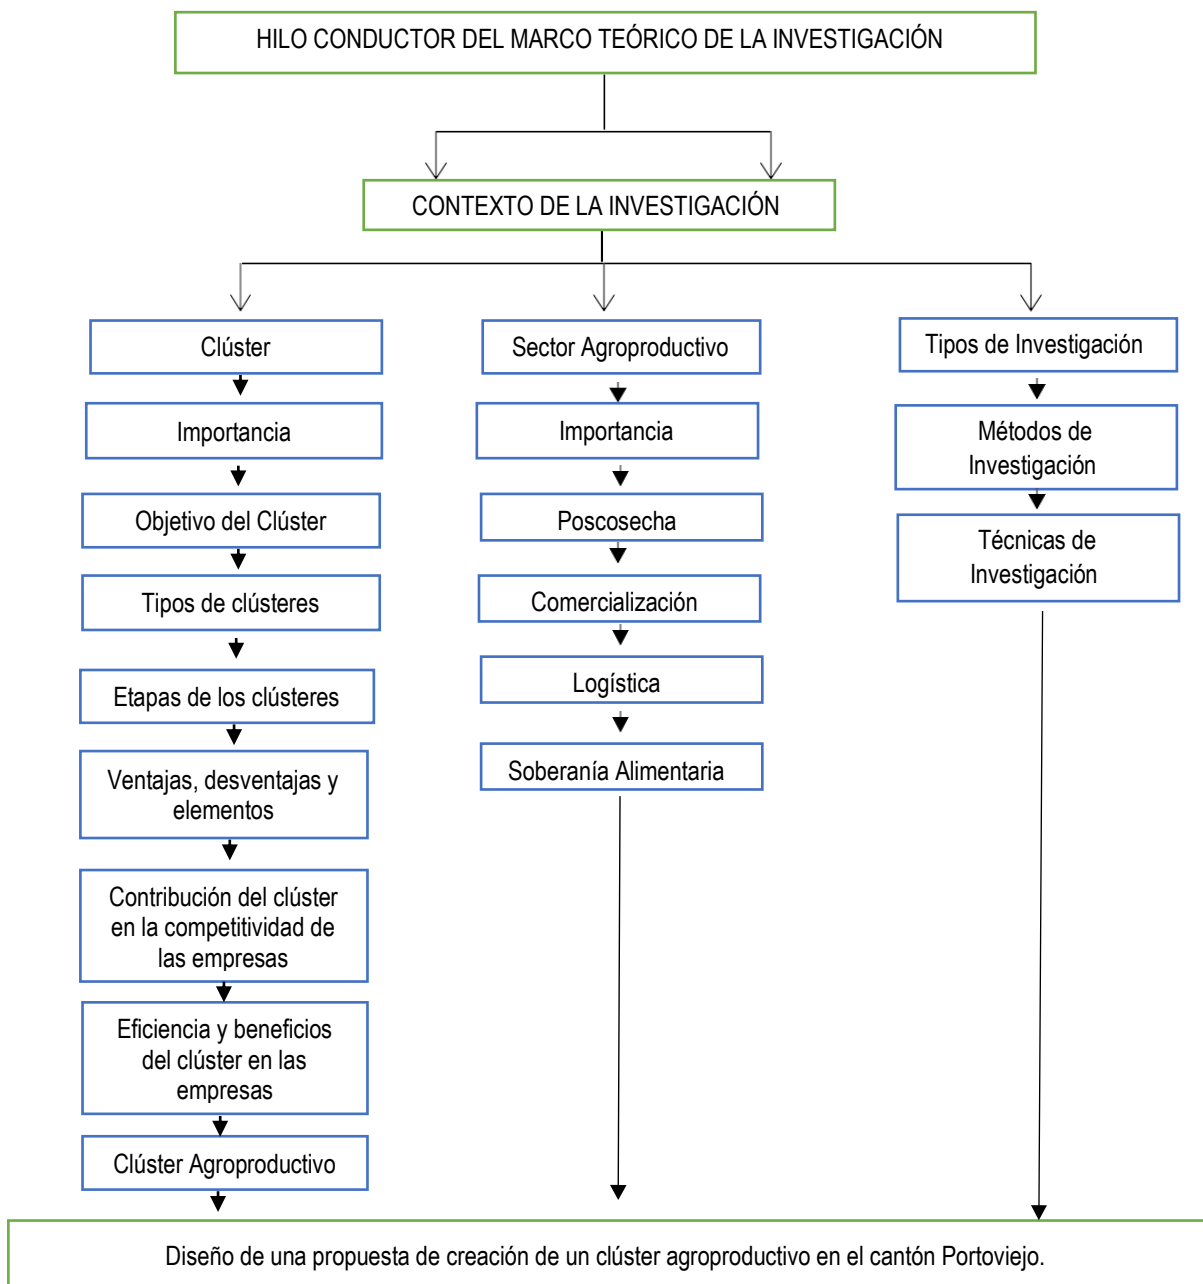 HILO CONDUCTOR DEL MARCO TEÓRICO DE LA INVESTIGACIÓN
CONTEXTO DE LA INVESTIGACIÓN
Clúster
Importancia
Objetivo del Clúster
Tipos de clústeres
Etapas de los clústeres
Ventajas, desventajas y
elementos
Contribución del clúster
en la competitividad de
las empresas
Eficiencia y beneficios
del clúster en las
empresas
Clúster Agroproductivo
Sector Agroproductivo
Importancia
Poscosecha
Comercialización
Logística
Soberanía Alimentaria
Tipos de Investigación
Métodos de
Investigación
Técnicas de
Investigación
Diseño de una propuesta de creación de un clúster agroproductivo en el cantón Portoviejo.